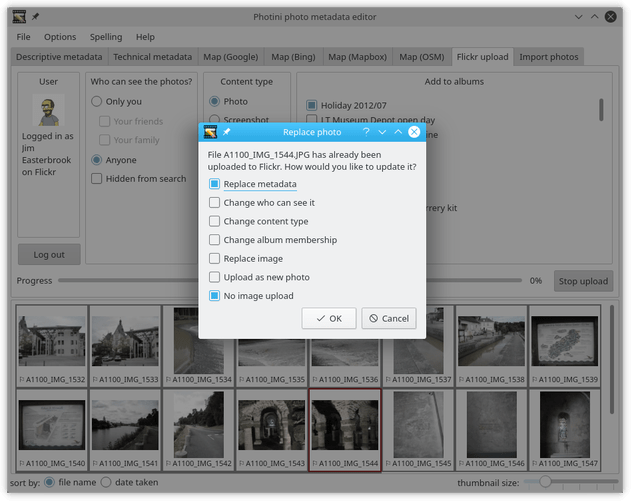 Photini photo metadata editor
File Options Spelling Help
Descriptive metadata Technical metadata Map (Google) Map (Bing) Map (Mapbox) Map (OSM) Flickr upload Import photos
User
Logged in as
Jim
Easterbrook
on Flickr
Log out
Who can see the photos?
Only you
Your friends
Your family
Anyone
Hidden from search
Content type
Photo
Screenshot
Add to albums
Holiday 2012/07
LT Museum Depot open day
Replace photo
File A1100_IMG_1544.JPG has already been
uploaded to Flickr. How would you like to update it?
Replace metadata
Change who can see it
Change content type
Change album membership
Replace image
Upload as new photo
No image upload
OK Cancel
Progress 0% Stop upload
A1100_IMG_1532 A1100_IMG_1533 A1100_IMG_1534 A1100_IMG_1535 A1100_IMG_1536 A1100_IMG_1537 A1100_IMG_1538 A1100_IMG_1539
A1100_IMG_1540 A1100_IMG_1541 A1100_IMG_1542 A1100_IMG_1543 A1100_IMG_1544 A1100_IMG_1545 A1100_IMG_1546 A1100_IMG_1547
sort by: file name date taken thumbnail size: